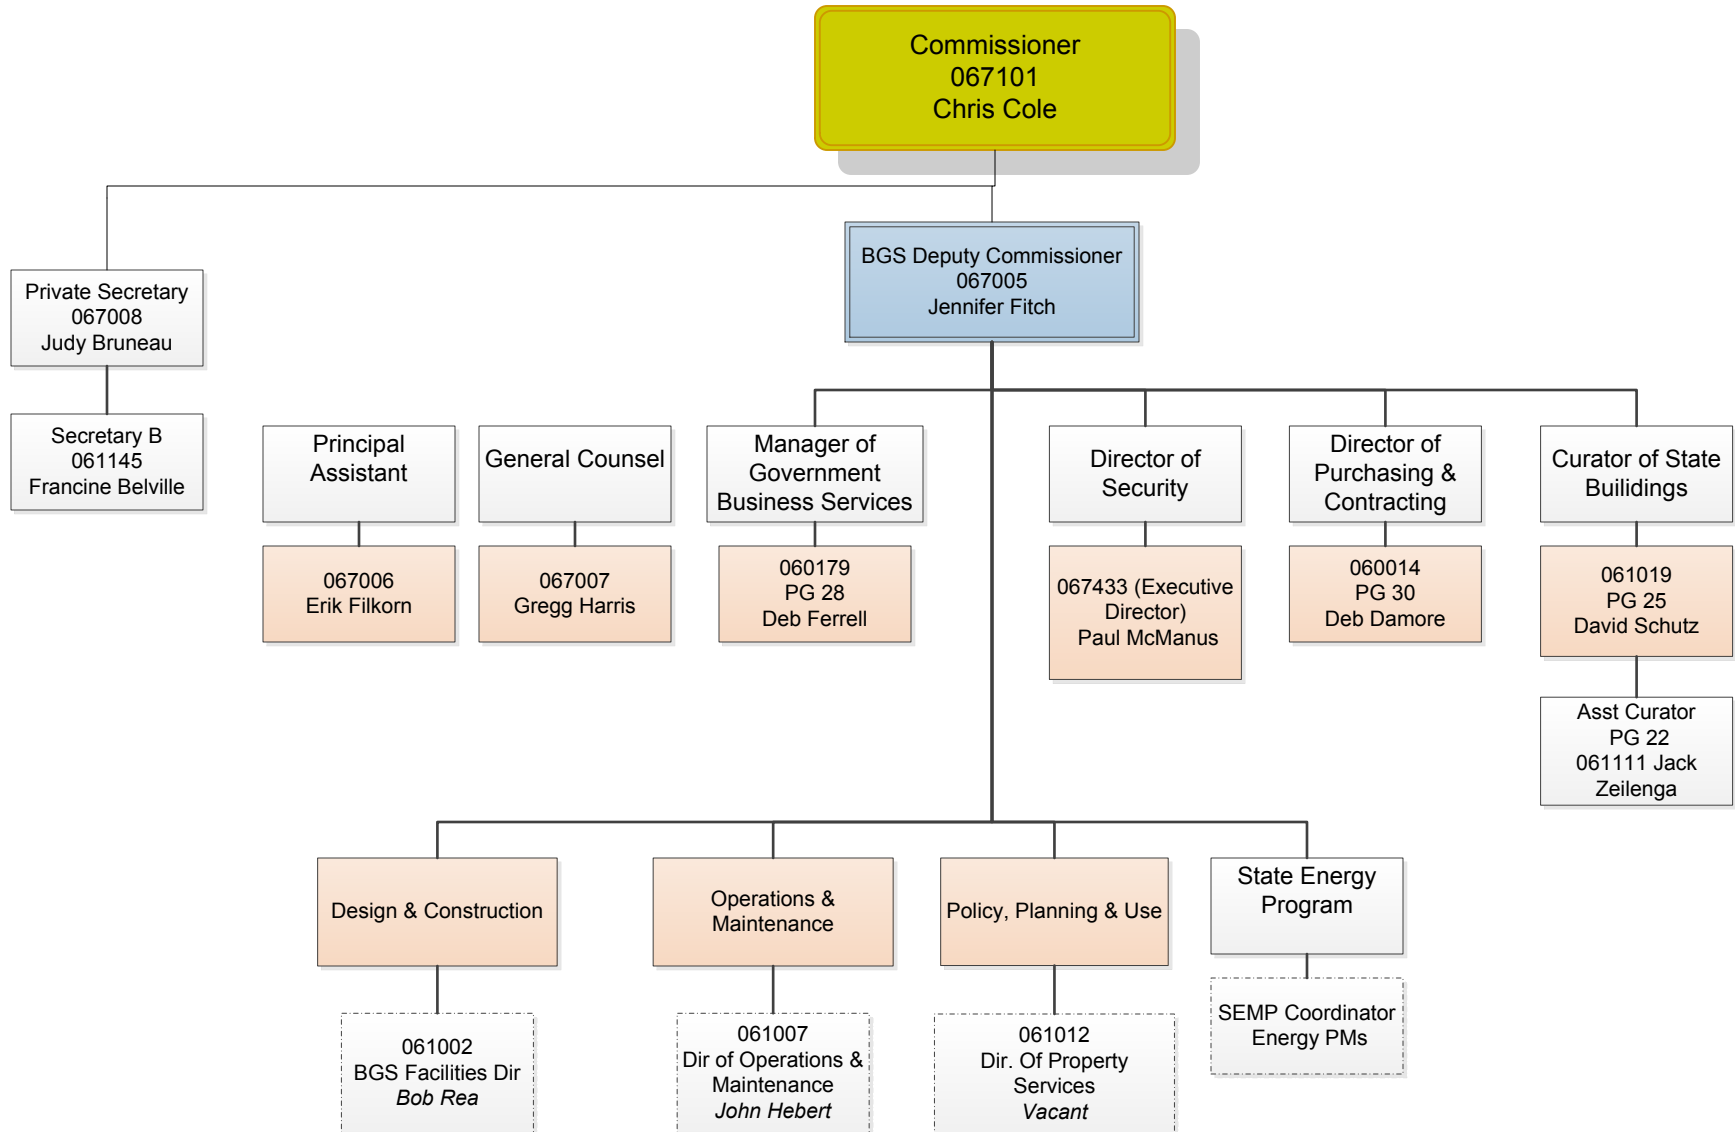 Commissioner
067101
Chris Cole
BGS Deputy Commissioner
067005
Jennifer Fitch
Private Secretary
067008
Judy Bruneau
Secretary B
061145
Francine Belville
Principal
Assistant
General Counsel
Manager of
Government
Business Services
Director of
Security
Director of
Purchasing &
Contracting
Curator of State
Builidings
067006
Erik Filkorn
067007
Gregg Harris
060179
PG 28
Deb Ferrell
067433 (Executive
Director)
Paul McManus
060014
PG 30
Deb Damore
061019
PG 25
David Schutz
Asst Curator
PG 22
061111 Jack
Zeilenga
Design & Construction
Operations &
Maintenance
Policy, Planning & Use
State Energy
Program
061002
BGS Facilities Dir
Bob Rea
061007
Dir of Operations &
Maintenance
John Hebert
061012
Dir. Of Property
Services
Vacant
SEMP Coordinator
Energy PMs